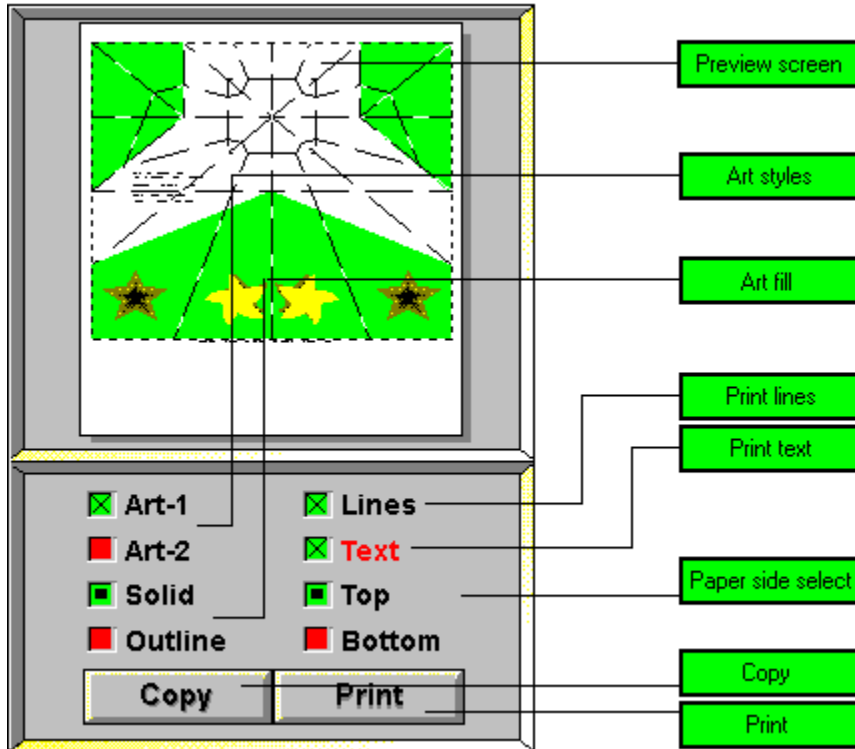 Preview screen
Art styles
Art fill
Print lines
Print text
Art-1
Lines
Art-2
Text
Solid
Top
Paper side select
Outline
Bottom
Copy
Print
Copy
Print